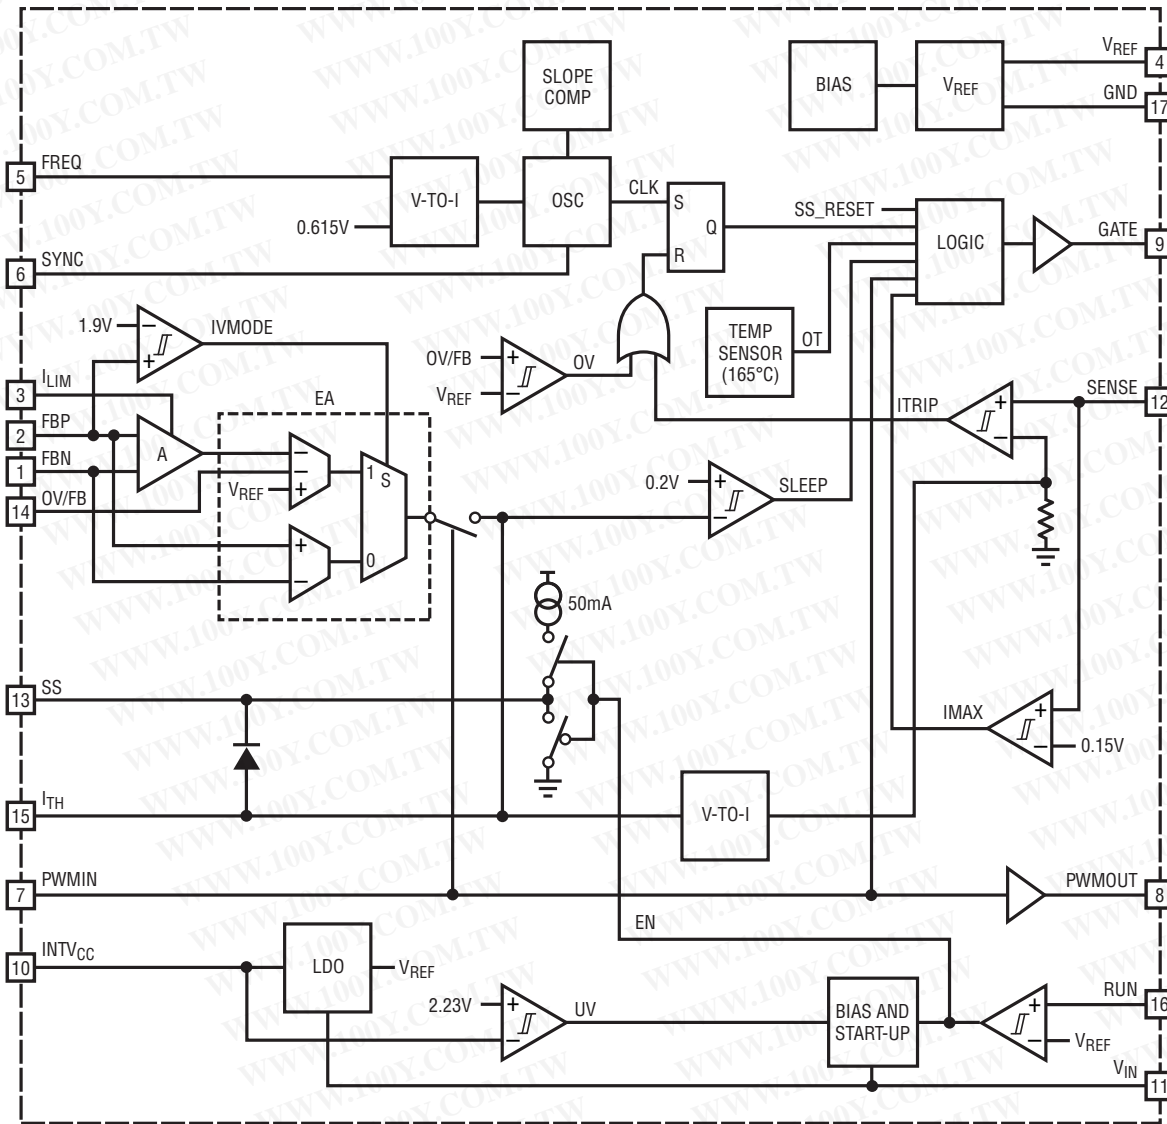 SLOPE
COMP
BIAS
VREF
VREF
4
GND
17
5
FREQ
V-TO-I
OSC
CLK
S
Q
R
0.615V
SS_RESET
LOGIC
GATE
9
6
SYNC
1.9V
−
+
IVMODE
TEMP
SENSOR
(165°C)
OT
OV/FB
+
VREF
−
OV
3
ILIM
2
FBP
1
FBN
14
OV/FB
A
EA
−
−
VREF
+
1
S
0
+
−
ITRIP
+
−
SENSE
12
0.2V
+
−
SLEEP
50mA
13
SS
IMAX
+
−
0.15V
15
ITH
V-TO-I
7
PWMIN
PWMOUT
8
EN
10
INTVCC
LDO
VREF
2.23V
+
−
UV
BIAS AND
START-UP
+
−
RUN
16
VREF
VIN
11
WWW.100Y.COM.TW